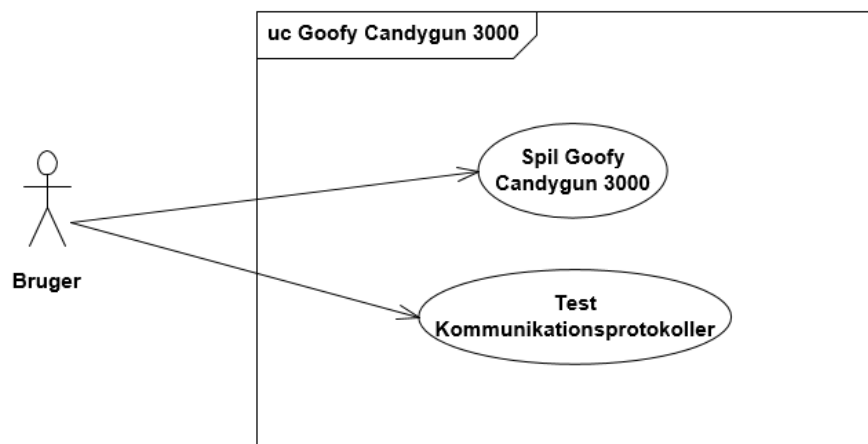 uc Goofy Candygun 3000
Spil Goofy
Candygun 3000
Bruger
Test
Kommunikationsprotokoller